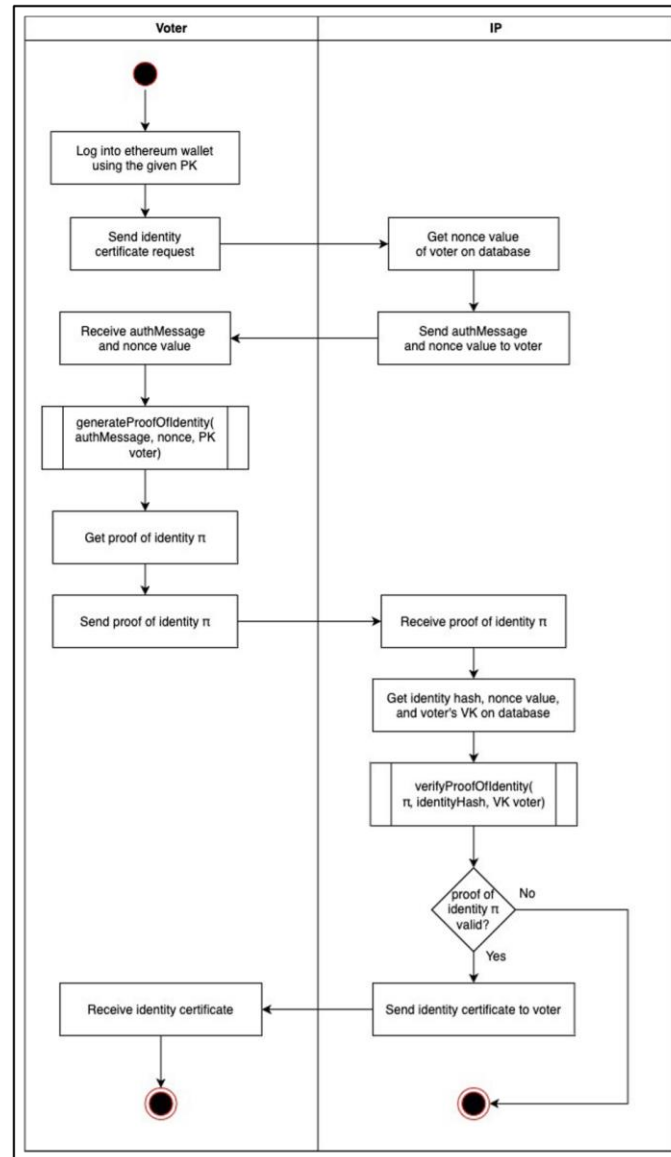 Voter
IP
Log into ethereum wallet
using the given PK
Send identity
certificate request
Get nonce value
of voter on database
Receive authMessage
and nonce value
Send authMessage
and nonce value to voter
generateProofOfIdentity(
authMessage, nonce, PK
voter)
Get proof of identity π
Send proof of identity π
Receive proof of identity π
Get identity hash, nonce value,
and voter's VK on database
verifyProofOfIdentity(
π, identityHash, VK voter)
proof of
identity π
valid?
No
Yes
Receive identity certificate
Send identity certificate to voter